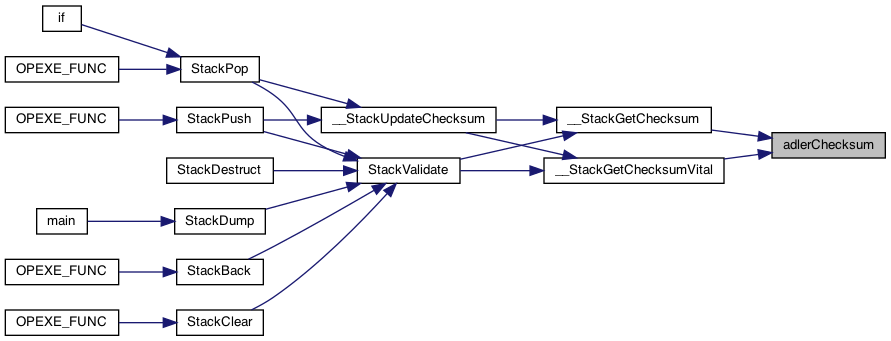 if
OPEXE_FUNC
StackPop
OPEXE_FUNC
StackPush
__StackUpdateChecksum
__StackGetChecksum
adlerChecksum
StackDestruct
StackValidate
__StackGetChecksumVital
main
StackDump
OPEXE_FUNC
StackBack
OPEXE_FUNC
StackClear